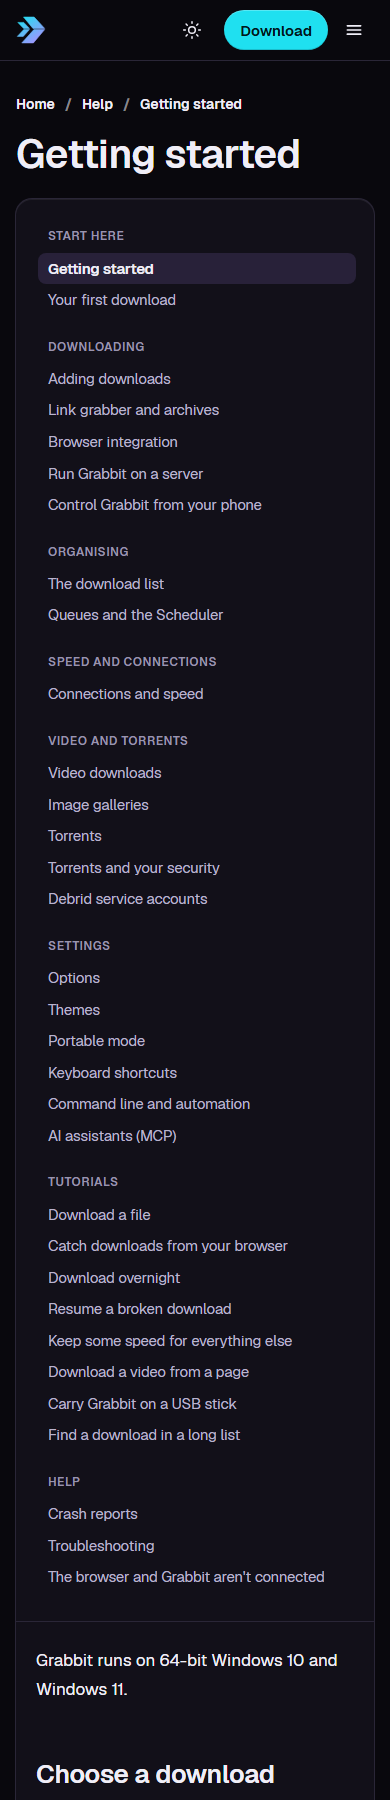 Download
Home / Help / Getting started
Getting started
START HERE
Getting started
Your first download
DOWNLOADING
Adding downloads
Link grabber and archives
Browser integration
Run Grabbit on a server
Control Grabbit from your phone
ORGANISING
The download list
Queues and the Scheduler
SPEED AND CONNECTIONS
Connections and speed
VIDEO AND TORRENTS
Video downloads
Image galleries
Torrents
Torrents and your security
Debrid service accounts
SETTINGS
Options
Themes
Portable mode
Keyboard shortcuts
Command line and automation
AI assistants (MCP)
TUTORIALS
Download a file
Catch downloads from your browser
Download overnight
Resume a broken download
Keep some speed for everything else
Download a video from a page
Carry Grabbit on a USB stick
Find a download in a long list
HELP
Crash reports
Troubleshooting
The browser and Grabbit aren't connected
Grabbit runs on 64-bit Windows 10 and
Windows 11.
Choose a download